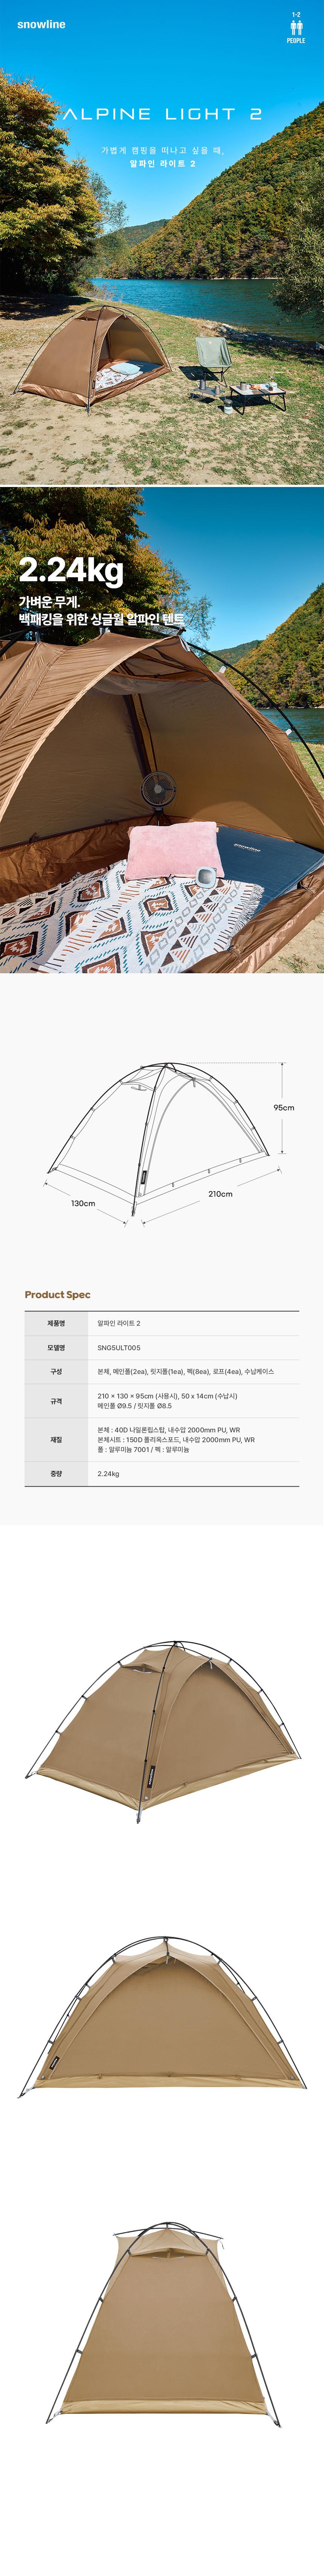 snowline
1-2
PEOPLE
ALPINE LIGHT 2
가볍게 캠핑을 떠나고 싶을 때,
알파인 라이트 2
2.24kg
가벼운 무게.
백패킹을 위한 싱글월 알파인 텐트
95cm
210cm
130cm
Product Spec
제품명 알파인 라이트 2
모델명 SNG5ULT005
구성 본체, 메인폴(2ea), 릿지폴(1ea), 펙(8ea), 로프(4ea), 수납케이스
규격 210 x 130 x 95cm (사용시), 50 x 14cm (수납시)
메인폴 Ø9.5 / 릿지폴 Ø8.5
재질 본체 : 40D 나일론립스탑, 내수압 2000mm PU, WR
본체시트 : 150D 폴리옥스포드, 내수압 2000mm PU, WR
폴 : 알루미늄 7001 / 펙 : 알루미늄
중량 2.24kg